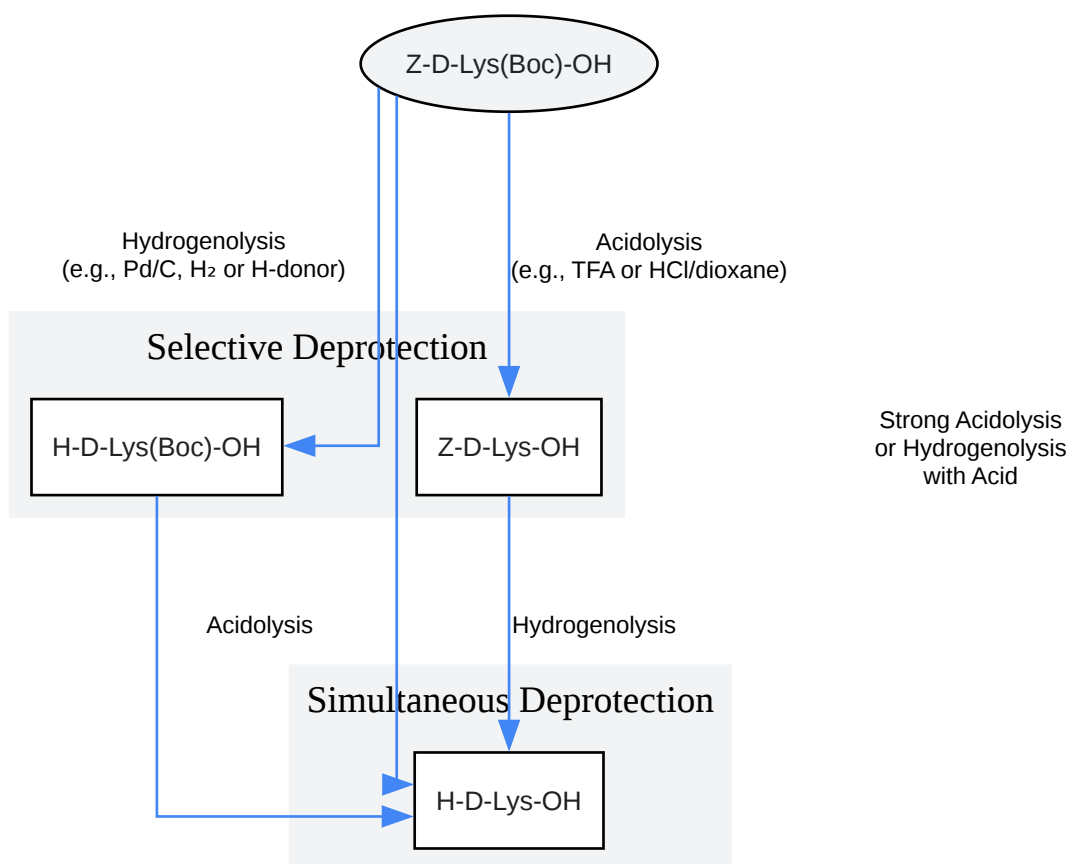 Z-D-Lys(Boc)-OH
Hydrogenolysis
(e.g., Pd/C, H₂ or H-donor)
Acidolysis
(e.g., TFA or HCl/dioxane)
Selective Deprotection
H-D-Lys(Boc)-OH
Z-D-Lys-OH
Strong Acidolysis
or Hydrogenolysis
with Acid
Acidolysis
Hydrogenolysis
Simultaneous Deprotection
H-D-Lys-OH